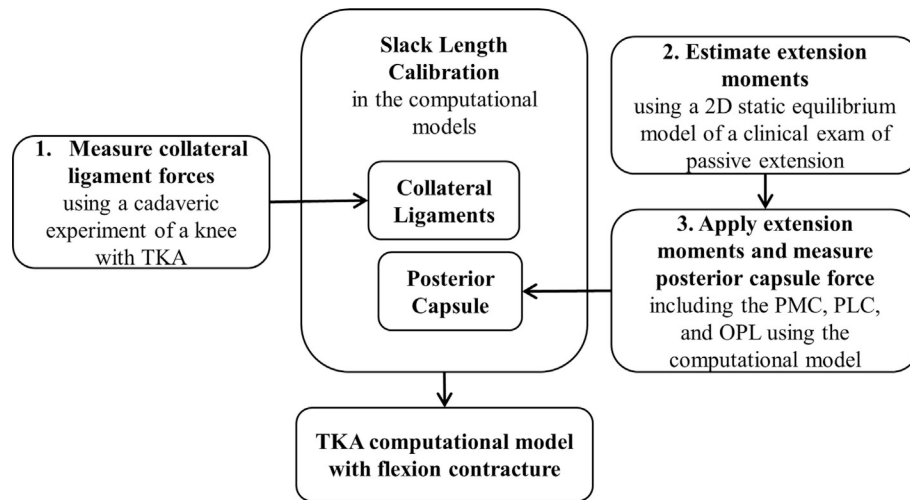 1. Measure collateral
ligament forces
using a cadaveric
experiment of a knee
with TKA
Slack Length
Calibration
in the computational
models
Collateral
Ligaments
Posterior
Capsule
2. Estimate extension
moments
using a 2D static equilibrium
model of a clinical exam of
passive extension
3. Apply extension
moments and measure
posterior capsule force
including the PMC, PLC,
and OPL using the
computational model
TKA computational model
with flexion contracture